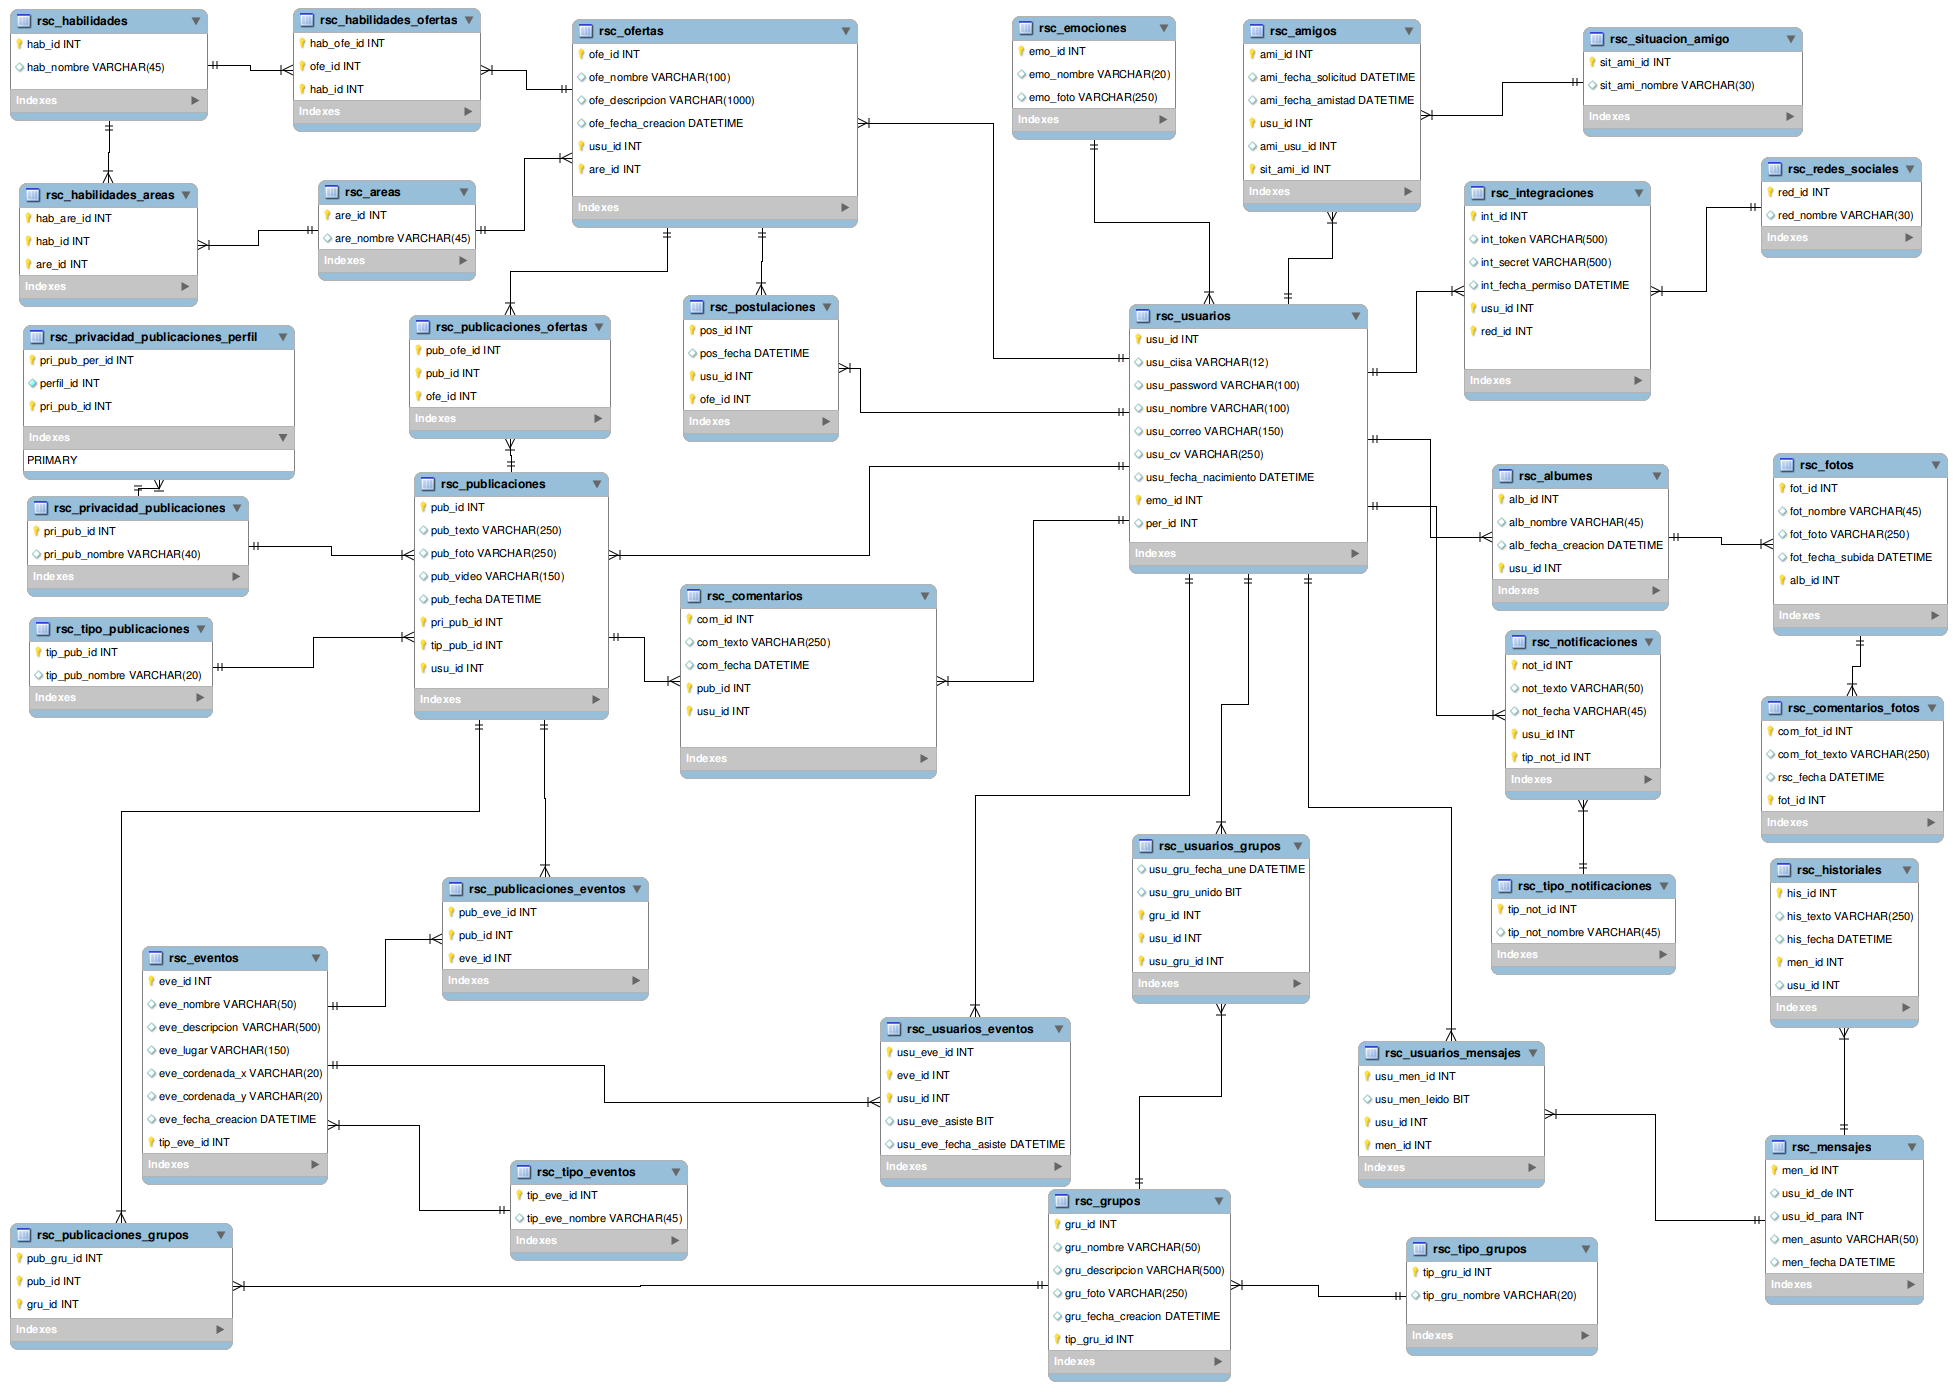 rsc_habilidades
hab_id INT
hab_nombre VARCHAR(45)
Indexes
rsc_habilidades_ofertas
hab_ofe_id INT
ofe_id INT
hab_id INT
Indexes
rsc_ofertas
ofe_id INT
ofe_nombre VARCHAR(100)
ofe_descripcion VARCHAR(1000)
ofe_fecha_creacion DATETIME
usu_id INT
are_id INT
Indexes
rsc_emociones
emo_id INT
emo_nombre VARCHAR(20)
emo_foto VARCHAR(250)
Indexes
rsc_amigos
ami_id INT
ami_fecha_solicitud DATETIME
ami_fecha_amistad DATETIME
usu_id INT
ami_usu_id INT
sit_ami_id INT
Indexes
rsc_situacion_amigo
sit_ami_id INT
sit_ami_nombre VARCHAR(30)
Indexes
rsc_habilidades_areas
hab_are_id INT
hab_id INT
are_id INT
Indexes
rsc_areas
are_id INT
are_nombre VARCHAR(45)
Indexes
rsc_integraciones
int_id INT
int_token VARCHAR(500)
int_secret VARCHAR(500)
int_fecha_permiso DATETIME
usu_id INT
red_id INT
Indexes
rsc_redes_sociales
red_id INT
red_nombre VARCHAR(30)
Indexes
rsc_privacidad_publicaciones_perfil
pri_pub_per_id INT
perfil_id INT
pri_pub_id INT
Indexes
PRIMARY
rsc_publicaciones_ofertas
pub_ofe_id INT
pub_id INT
ofe_id INT
Indexes
rsc_postulaciones
pos_id INT
pos_fecha DATETIME
usu_id INT
ofe_id INT
Indexes
rsc_usuarios
usu_id INT
usu_ciisa VARCHAR(12)
usu_password VARCHAR(100)
usu_nombre VARCHAR(100)
usu_correo VARCHAR(150)
usu_cv VARCHAR(250)
usu_fecha_nacimiento DATETIME
emo_id INT
per_id INT
Indexes
rsc_privacidad_publicaciones
pri_pub_id INT
pri_pub_nombre VARCHAR(40)
Indexes
rsc_publicaciones
pub_id INT
pub_texto VARCHAR(250)
pub_foto VARCHAR(250)
pub_video VARCHAR(150)
pub_fecha DATETIME
pri_pub_id INT
tip_pub_id INT
usu_id INT
Indexes
rsc_albumes
alb_id INT
alb_nombre VARCHAR(45)
alb_fecha_creacion DATETIME
usu_id INT
Indexes
rsc_fotos
fot_id INT
fot_nombre VARCHAR(45)
fot_foto VARCHAR(250)
fot_fecha_subida DATETIME
alb_id INT
Indexes
rsc_tipo_publicaciones
tip_pub_id INT
tip_pub_nombre VARCHAR(20)
Indexes
rsc_comentarios
com_id INT
com_texto VARCHAR(250)
com_fecha DATETIME
pub_id INT
usu_id INT
Indexes
rsc_notificaciones
not_id INT
not_texto VARCHAR(50)
not_fecha VARCHAR(45)
usu_id INT
tip_not_id INT
Indexes
rsc_comentarios_fotos
com_fot_id INT
com_fot_texto VARCHAR(250)
rsc_fecha DATETIME
fot_id INT
Indexes
rsc_publicaciones_eventos
pub_eve_id INT
pub_id INT
eve_id INT
Indexes
rsc_usuarios_grupos
usu_gru_fecha_une DATETIME
usu_gru_unido BIT
gru_id INT
usu_id INT
usu_gru_id INT
Indexes
rsc_tipo_notificaciones
tip_not_id INT
tip_not_nombre VARCHAR(45)
Indexes
rsc_historiales
his_id INT
his_texto VARCHAR(250)
his_fecha DATETIME
men_id INT
usu_id INT
Indexes
rsc_eventos
eve_id INT
eve_nombre VARCHAR(50)
eve_descripcion VARCHAR(500)
eve_lugar VARCHAR(150)
eve_cordenada_x VARCHAR(20)
eve_cordenada_y VARCHAR(20)
eve_fecha_creacion DATETIME
tip_eve_id INT
Indexes
rsc_usuarios_eventos
usu_eve_id INT
eve_id INT
usu_id INT
usu_eve_asiste BIT
usu_eve_fecha_asiste DATETIME
Indexes
rsc_usuarios_mensajes
usu_men_id INT
usu_men_leido BIT
usu_id INT
men_id INT
Indexes
rsc_mensajes
men_id INT
usu_id_de INT
usu_id_para INT
men_asunto VARCHAR(50)
men_fecha DATETIME
Indexes
rsc_tipo_eventos
tip_eve_id INT
tip_eve_nombre VARCHAR(45)
Indexes
rsc_publicaciones_grupos
pub_gru_id INT
pub_id INT
gru_id INT
Indexes
rsc_grupos
gru_id INT
gru_nombre VARCHAR(50)
gru_descripcion VARCHAR(500)
gru_foto VARCHAR(250)
gru_fecha_creacion DATETIME
tip_gru_id INT
Indexes
rsc_tipo_grupos
tip_gru_id INT
tip_gru_nombre VARCHAR(20)
Indexes